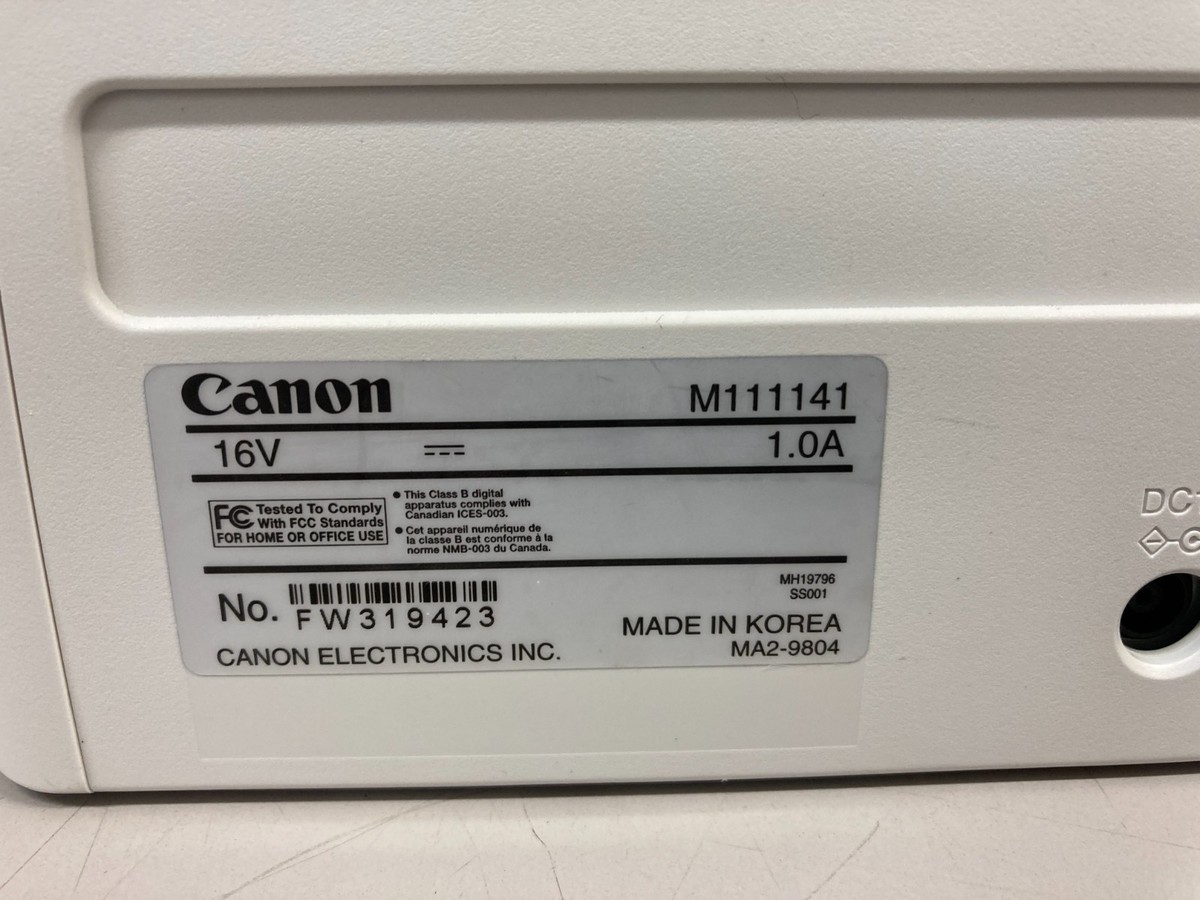 Canon M111141
16V 1.0A
FC Tested To Comply
With FCC Standards
FOR HOME OR OFFICE USE
• This Class B digital
apparatus complies with
Canadian ICES-003.
• Cet appareil numérique de
la classe B est conforme à la
norme NMB-003 du Canada.
No. FW319423
MH19796
SS001
CANON ELECTRONICS INC.
MADE IN KOREA
MA2-9804